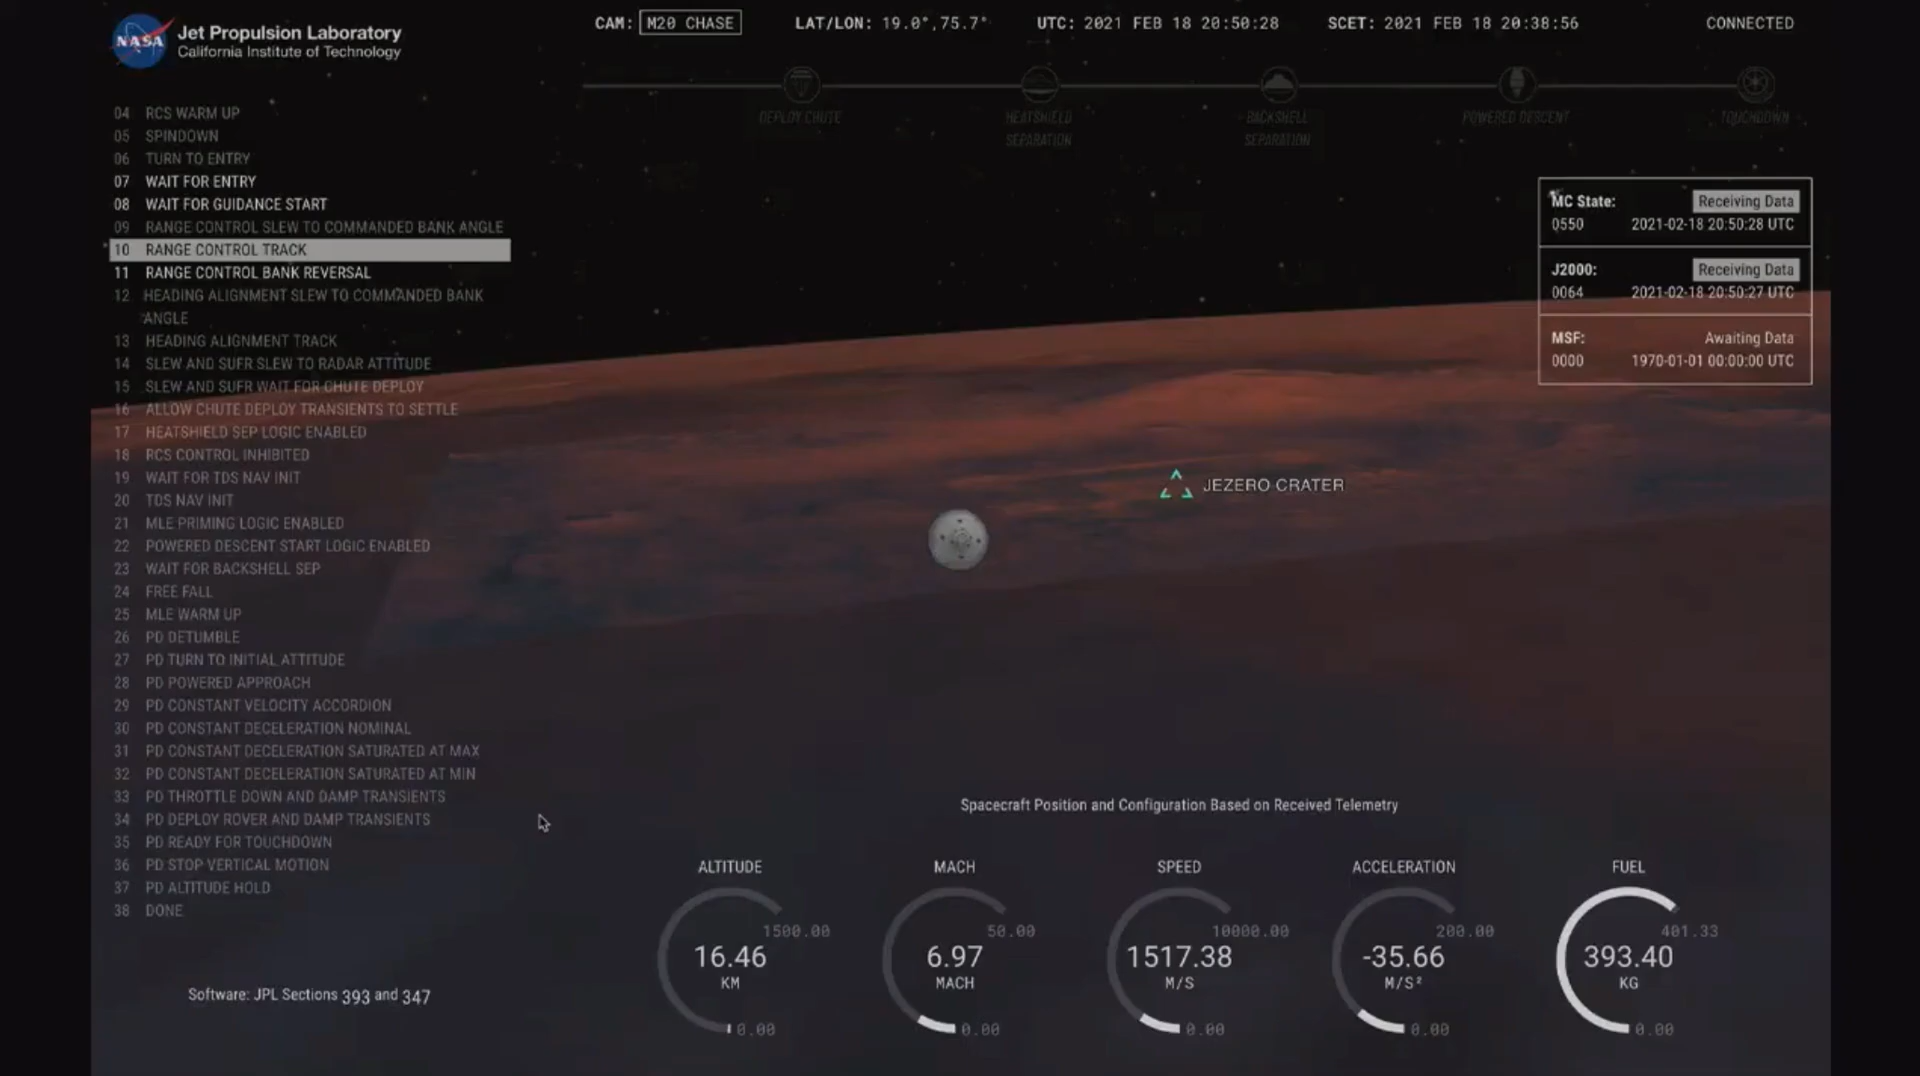 NASA
Jet Propulsion Laboratory
California Institute of Technology
CAM: M20 CHASE LAT/LON: 19.0°,75.7° UTC: 2021 FEB 18 20:50:28 SCET: 2021 FEB 18 20:38:56 CONNECTED
DEPLOY CHUTE
HEATSHIELD
SEPARATION
BACKSHELL
SEPARATION
POWERED DESCENT
TOUCHDOWN
04 RCS WARM UP
05 SPINDOWN
06 TURN TO ENTRY
07 WAIT FOR ENTRY
08 WAIT FOR GUIDANCE START
09 RANGE CONTROL SLEW TO COMMANDED BANK ANGLE
10 RANGE CONTROL TRACK
11 RANGE CONTROL BANK REVERSAL
12 HEADING ALIGNMENT SLEW TO COMMANDED BANK
ANGLE
13 HEADING ALIGNMENT TRACK
14 SLEW AND SUFR SLEW TO RADAR ATTITUDE
15 SLEW AND SUFR WAIT FOR CHUTE DEPLOY
16 ALLOW CHUTE DEPLOY TRANSIENTS TO SETTLE
17 HEATSHIELD SEP LOGIC ENABLED
18 RCS CONTROL INHIBITED
19 WAIT FOR TDS NAV INIT
20 TDS NAV INIT
21 MLE PRIMING LOGIC ENABLED
22 POWERED DESCENT START LOGIC ENABLED
23 WAIT FOR BACKSHELL SEP
24 FREE FALL
25 MLE WARM UP
26 PD DETUMBLE
27 PD TURN TO INITIAL ATTITUDE
28 PD POWERED APPROACH
29 PD CONSTANT VELOCITY ACCORDION
30 PD CONSTANT DECELERATION NOMINAL
31 PD CONSTANT DECELERATION SATURATED AT MAX
32 PD CONSTANT DECELERATION SATURATED AT MIN
33 PD THROTTLE DOWN AND DAMP TRANSIENTS
34 PD DEPLOY ROVER AND DAMP TRANSIENTS
35 PD READY FOR TOUCHDOWN
36 PD STOP VERTICAL MOTION
37 PD ALTITUDE HOLD
38 DONE
Software: JPL Sections 393 and 347
MC State: Receiving Data
0550 2021-02-18 20:50:28 UTC
J2000: Receiving Data
0064 2021-02-18 20:50:27 UTC
MSF: Awaiting Data
0000 1970-01-01 00:00:00 UTC
JEZERO CRATER
Spacecraft Position and Configuration Based on Received Telemetry
ALTITUDE MACH SPEED ACCELERATION FUEL
1500.00 50.00 10000.00 200.00 401.33
16.46 6.97 1517.38 -35.66 393.40
KM MACH M/S M/S² KG
0.00 0.00 0.00 0.00 0.00